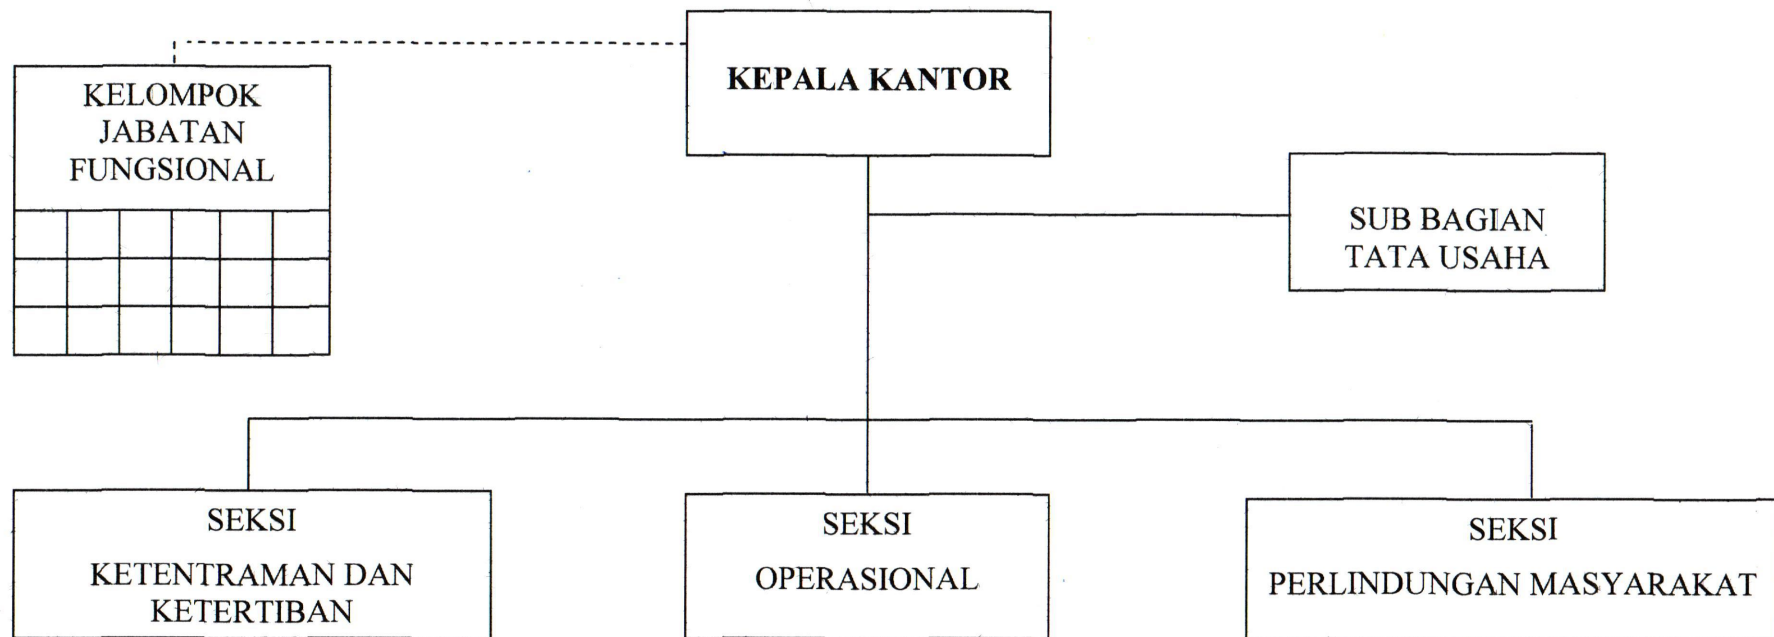 KEPALA KANTOR
KELOMPOK
JABATAN
FUNGSIONAL
SUB BAGIAN
TATA USAHA
SEKSI
KETENTRAMAN DAN
KETERTIBAN
SEKSI
OPERASIONAL
SEKSI
PERLINDUNGAN MASYARAKAT